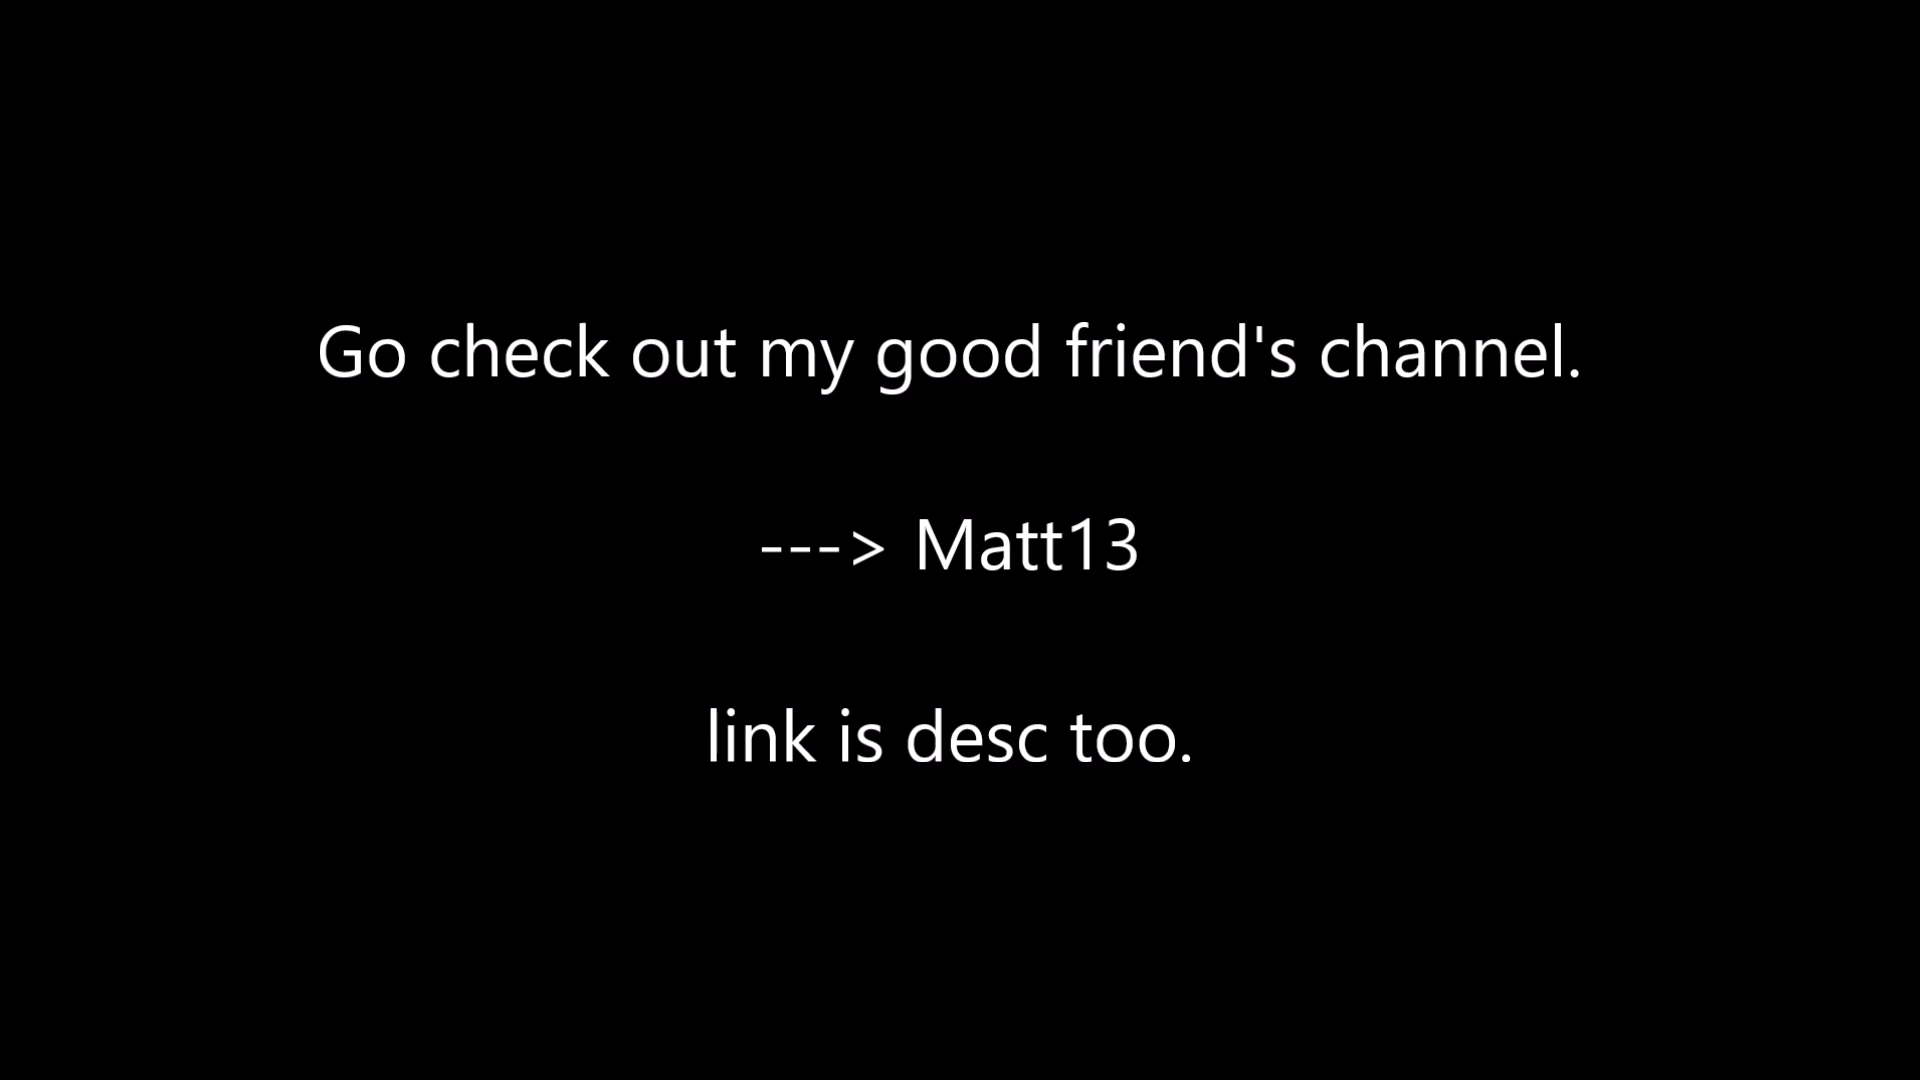 Go check out my good friend's channel.
---> Matt13
link is desc too.